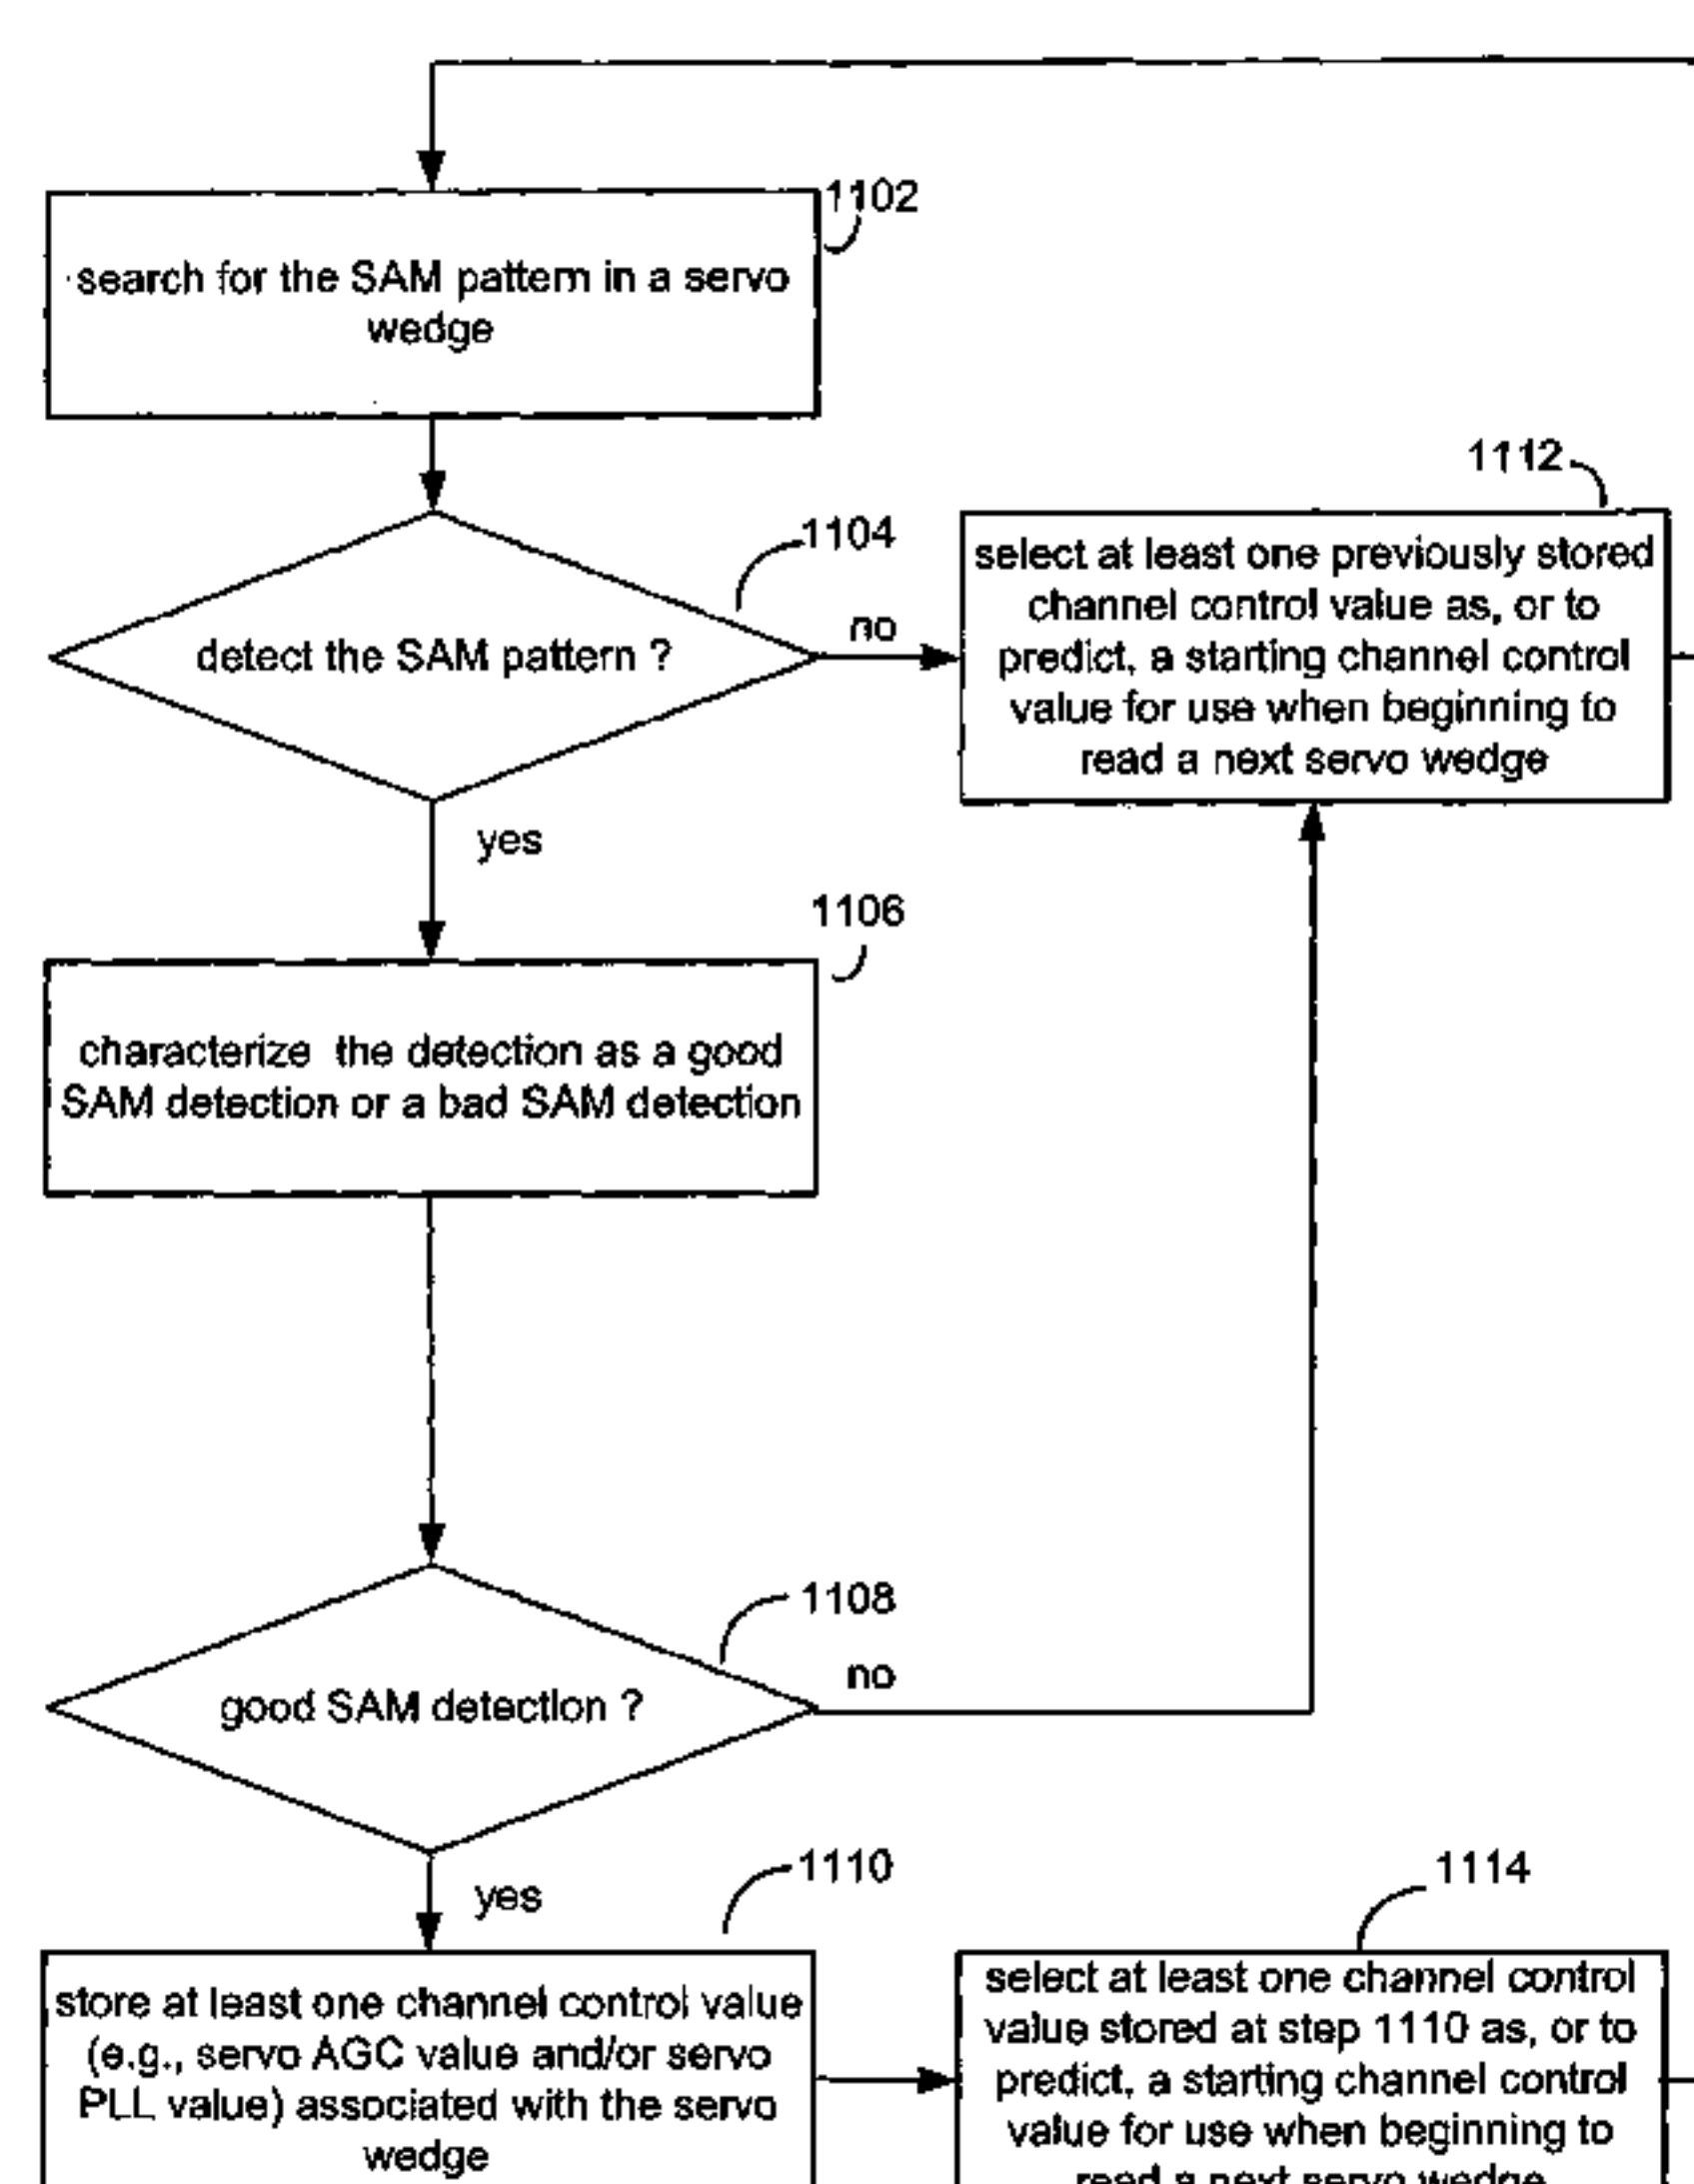 1102
search for the SAM pattern in a servo
wedge
1104
detect the SAM pattern ?
no
yes
1112
select at least one previously stored
channel control value as, or to
predict, a starting channel control
value for use when beginning to
read a next servo wedge
1106
characterize the detection as a good
SAM detection or a bad SAM detection
1108
good SAM detection ?
no
yes
1110
store at least one channel control value
(e.g., servo AGC value and/or servo
PLL value) associated with the servo
wedge
1114
select at least one channel control
value stored at step 1110 as, or to
predict, a starting channel control
value for use when beginning to
read a next servo wedge